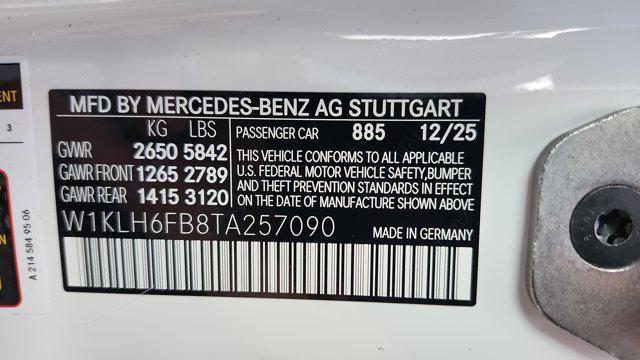 MFD BY MERCEDES-BENZ AG STUTTGART
KG LBS
GVWR 2650 5842
GAWR FRONT 1265 2789
GAWR REAR 1415 3120
PASSENGER CAR 885 12/25
THIS VEHICLE CONFORMS TO ALL APPLICABLE
U.S. FEDERAL MOTOR VEHICLE SAFETY,BUMPER
AND THEFT PREVENTION STANDARDS IN EFFECT
ON THE DATE OF MANUFACTURE SHOWN ABOVE.
W1KLH6FB8TA257090
MADE IN GERMANY
ENT
3
A 214 584 95 06